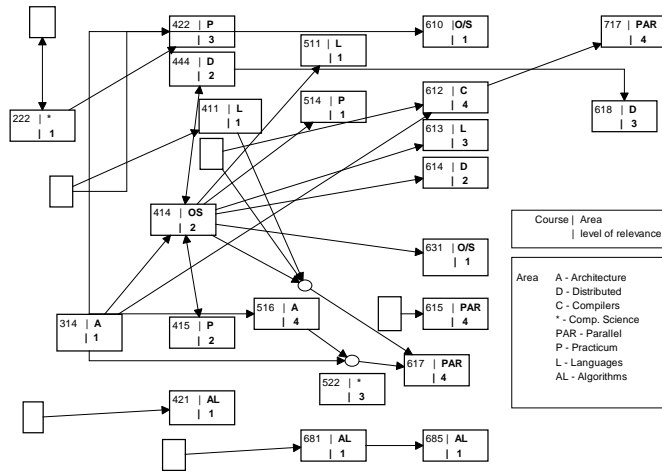 422 | P
| 3
610 | O/S
| 1
717 | PAR
| 4
444 | D
| 2
511 | L
| 1
612 | C
| 4
618 | D
| 3
514 | P
| 1
411 | L
| 1
222 | *
| 1
613 | L
| 3
614 | D
| 2
414 | OS
| 2
Course | Area
| level of relevance
631 | O/S
| 1
Area A - Architecture
D - Distributed
C - Compilers
* - Comp. Science
PAR - Parallel
P - Practicum
L - Languages
AL - Algorithms
314 | A
| 1
415 | P
| 2
516 | A
| 4
615 | PAR
| 4
617 | PAR
| 4
522 | *
| 3
421 | AL
| 1
681 | AL
| 1
685 | AL
| 1